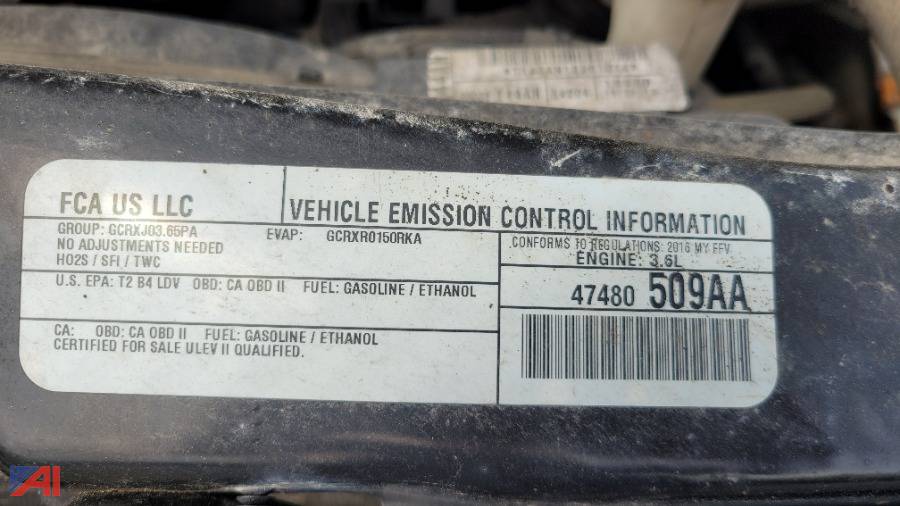 FCA US LLC
VEHICLE EMISSION CONTROL INFORMATION
GROUP: GCRXJ03.65PA EVAP: GCRXR0150RKA
NO ADJUSTMENTS NEEDED
HO2S / SFI / TWC
CONFORMS TO REGULATIONS: 2016 MY FFV
ENGINE: 3.6L
U.S. EPA: T2 B4 LDV OBD: CA OBD II FUEL: GASOLINE / ETHANOL
47480 509AA
CA: OBD: CA OBD II FUEL: GASOLINE / ETHANOL
CERTIFIED FOR SALE ULEV II QUALIFIED.
AI